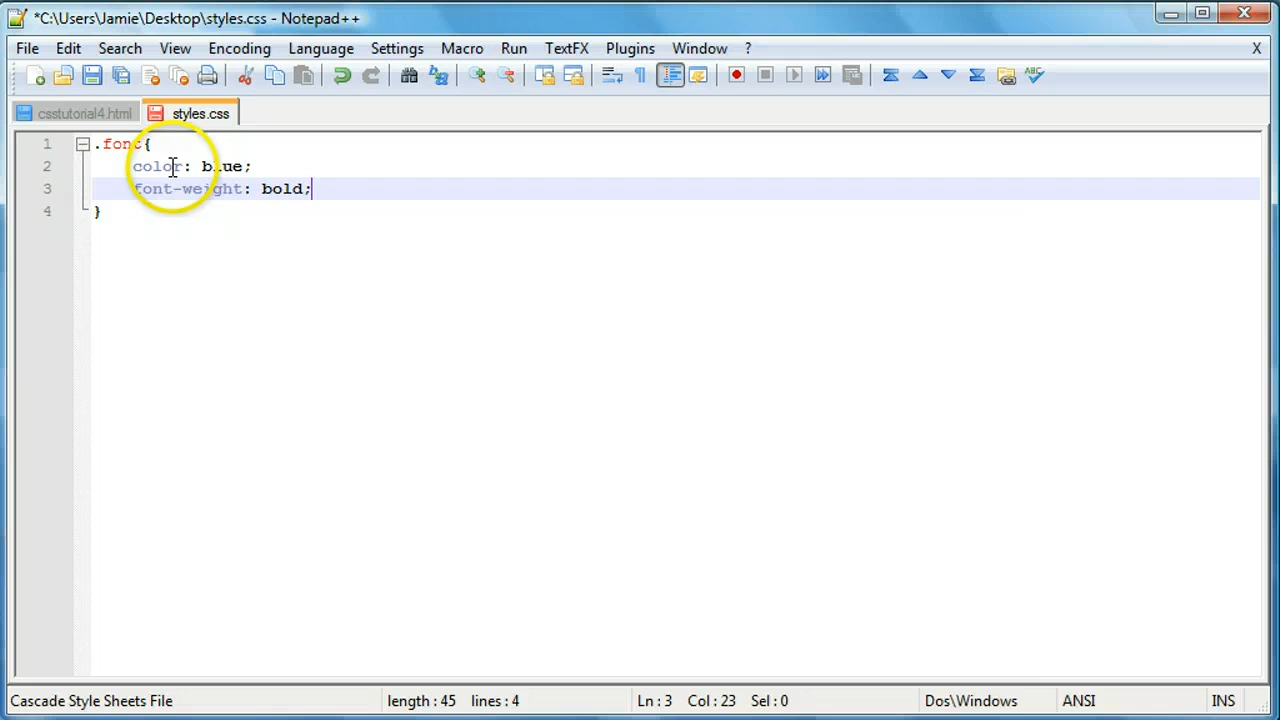 *C:\Users\Jamie\Desktop\styles.css - Notepad++
File Edit Search View Encoding Language Settings Macro Run TextFX Plugins Window ? X
csstutorial4.html styles.css
1 .font{
2 color: blue;
3 font-weight: bold;
4 }
Cascade Style Sheets File length : 45 lines : 4 Ln : 3 Col : 23 Sel : 0 Dos\Windows ANSI INS